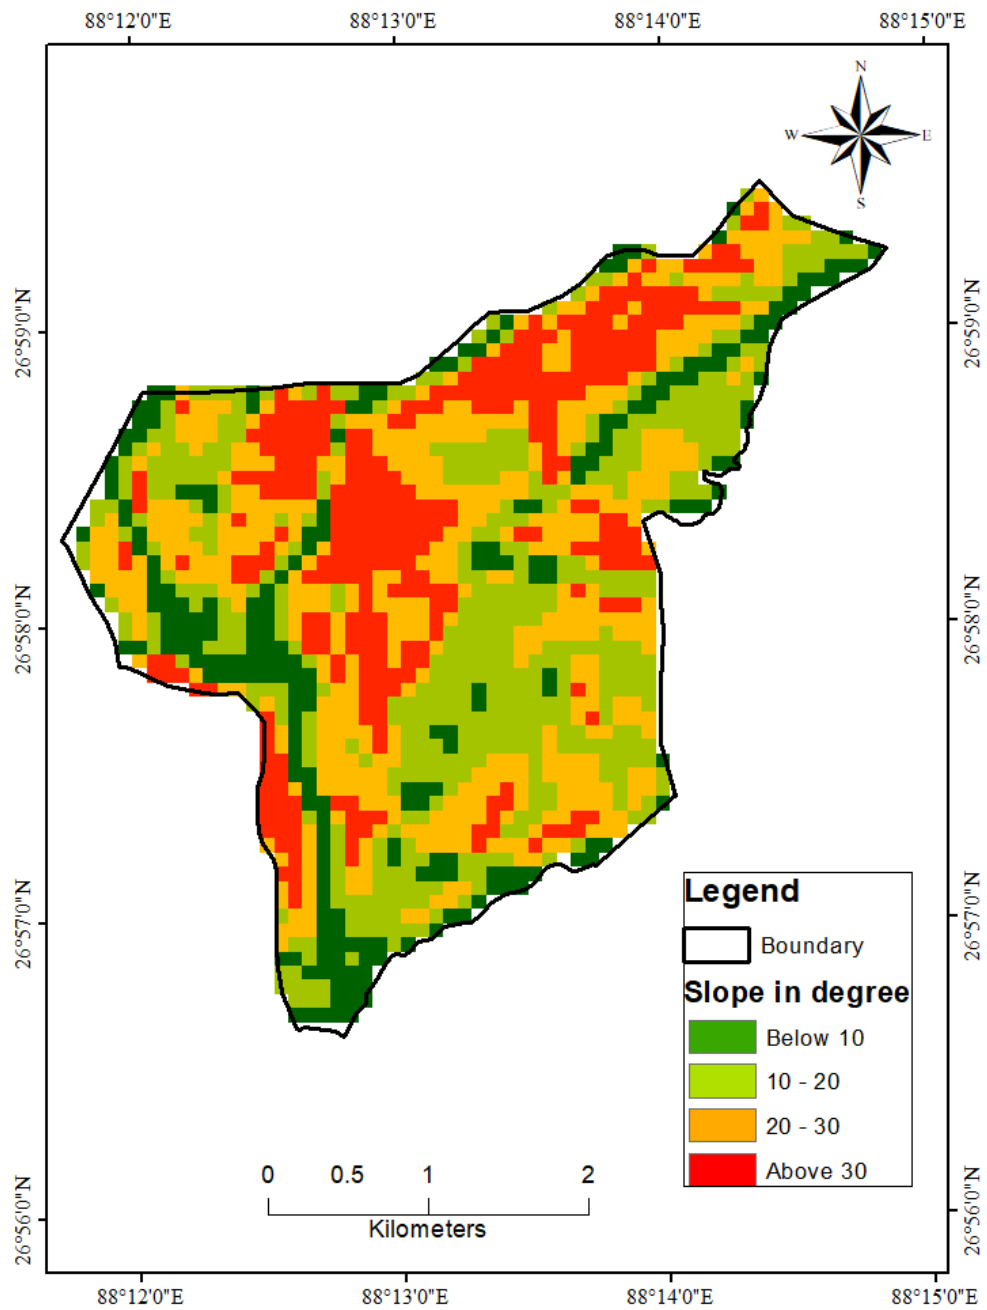 88°12'0"E 88°13'0"E 88°14'0"E 88°15'0"E
N
W E
S
26°59'0"N 26°59'0"N
26°58'0"N 26°58'0"N
26°57'0"N 26°57'0"N
Legend
Boundary
Slope in degree
Below 10
10 - 20
20 - 30
Above 30
0 0.5 1 2
Kilometers
26°56'0"N 26°56'0"N
88°12'0"E 88°13'0"E 88°14'0"E 88°15'0"E